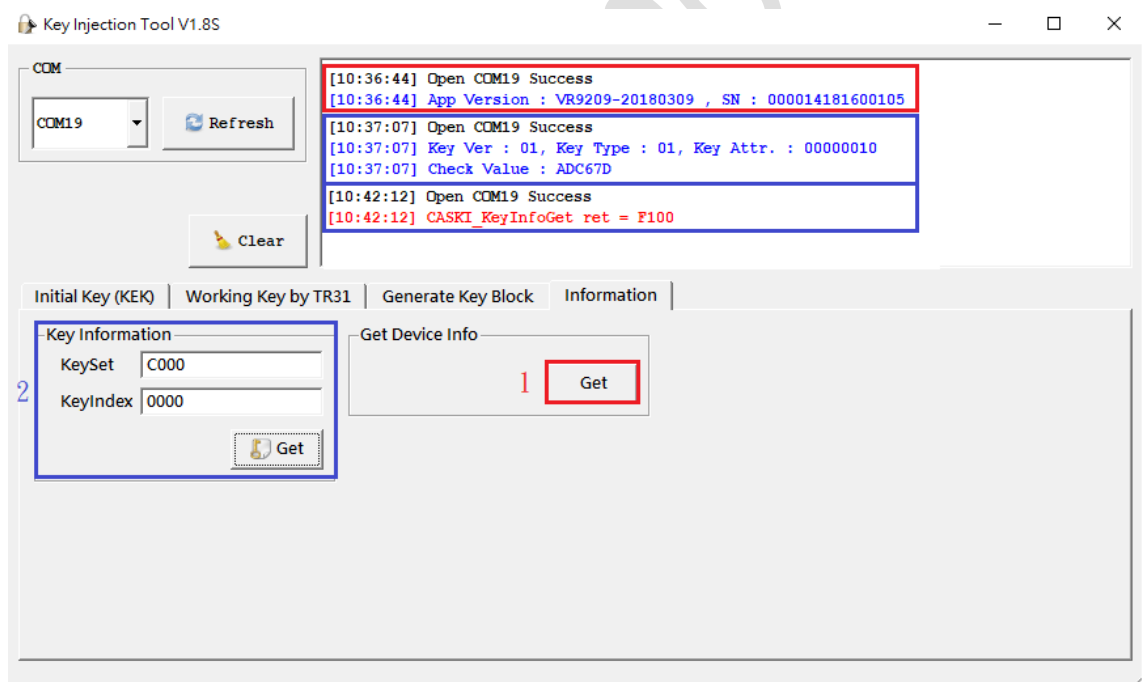 Key Injection Tool V1.8S
COM
COM19
Refresh
Clear
[10:36:44] Open COM19 Success
[10:36:44] App Version : VR9209-20180309 , SN : 000014181600105
[10:37:07] Open COM19 Success
[10:37:07] Key Ver : 01, Key Type : 01, Key Attr. : 00000010
[10:37:07] Check Value : ADC67D
[10:42:12] Open COM19 Success
[10:42:12] CASKI_KeyInfoGet ret = F100
Initial Key (KEK) Working Key by TR31 Generate Key Block Information
Key Information
KeySet C000
2
KeyIndex 0000
Get
Get Device Info
1 Get